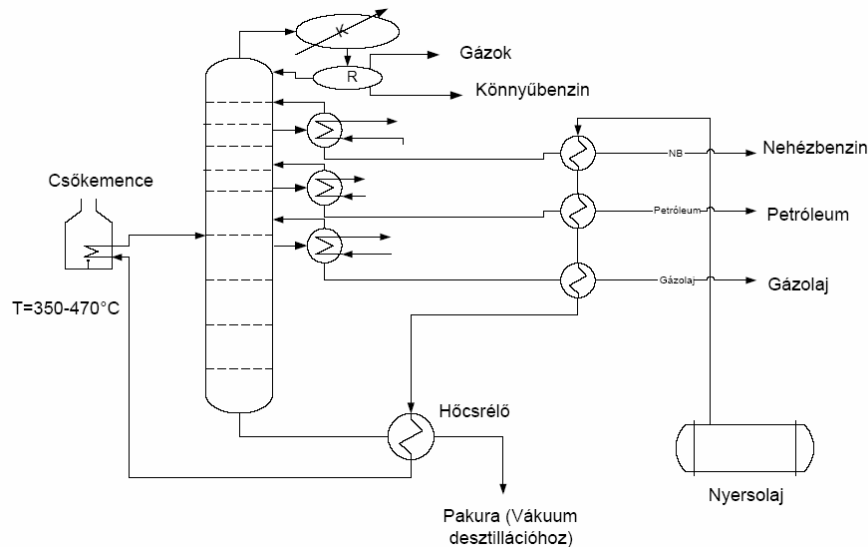 K
Gázok
R
Könnyűbenzin
NB
Nehézbenzin
Csőkemence
Petróleum
Petróleum
Gázolaj
Gázolaj
T=350-470°C
Hőcsrélő
Nyersolaj
Pakura (Vákuum
desztillációhoz)